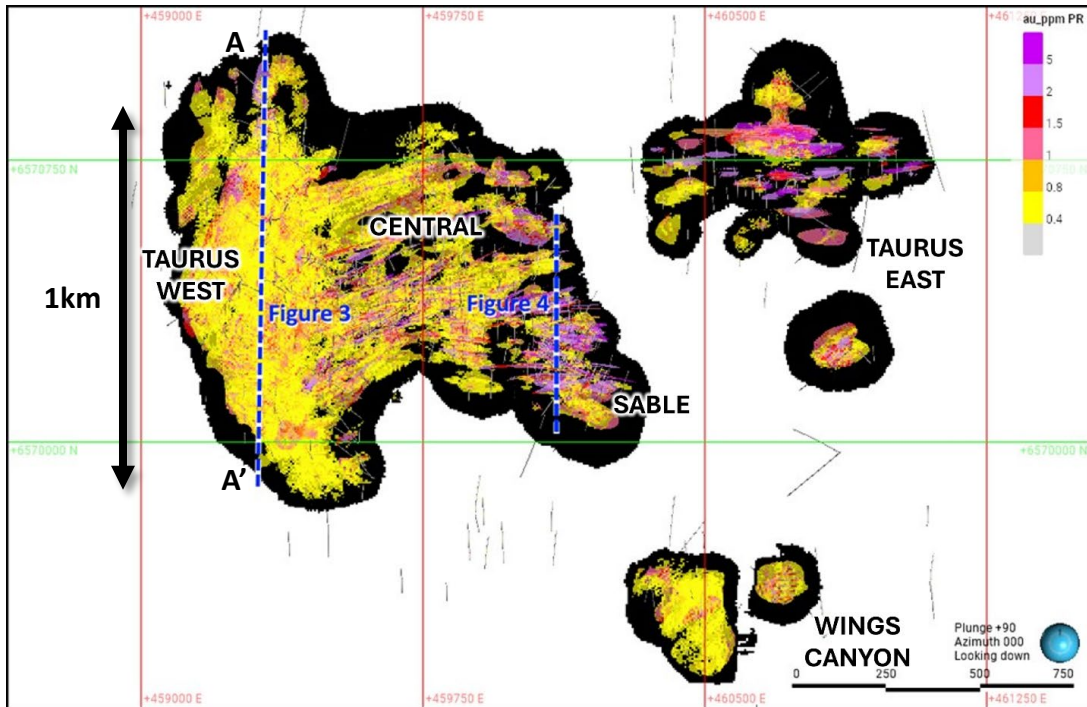 +459000 E
+459750 E
+460500 E
+461250 E
au_ppm PR
5
2
1.5
1
0.8
0.4
A
+6570750 N
CENTRAL
TAURUS
WEST
TAURUS
EAST
1km
Figure 3
Figure 4
SABLE
+6570000 N
+6570000 N
A'
WINGS
CANYON
Plunge +90
Azimuth 000
Looking down
0
250
500
750
+459000 E
+459750 E
+460500 E
+461250 E